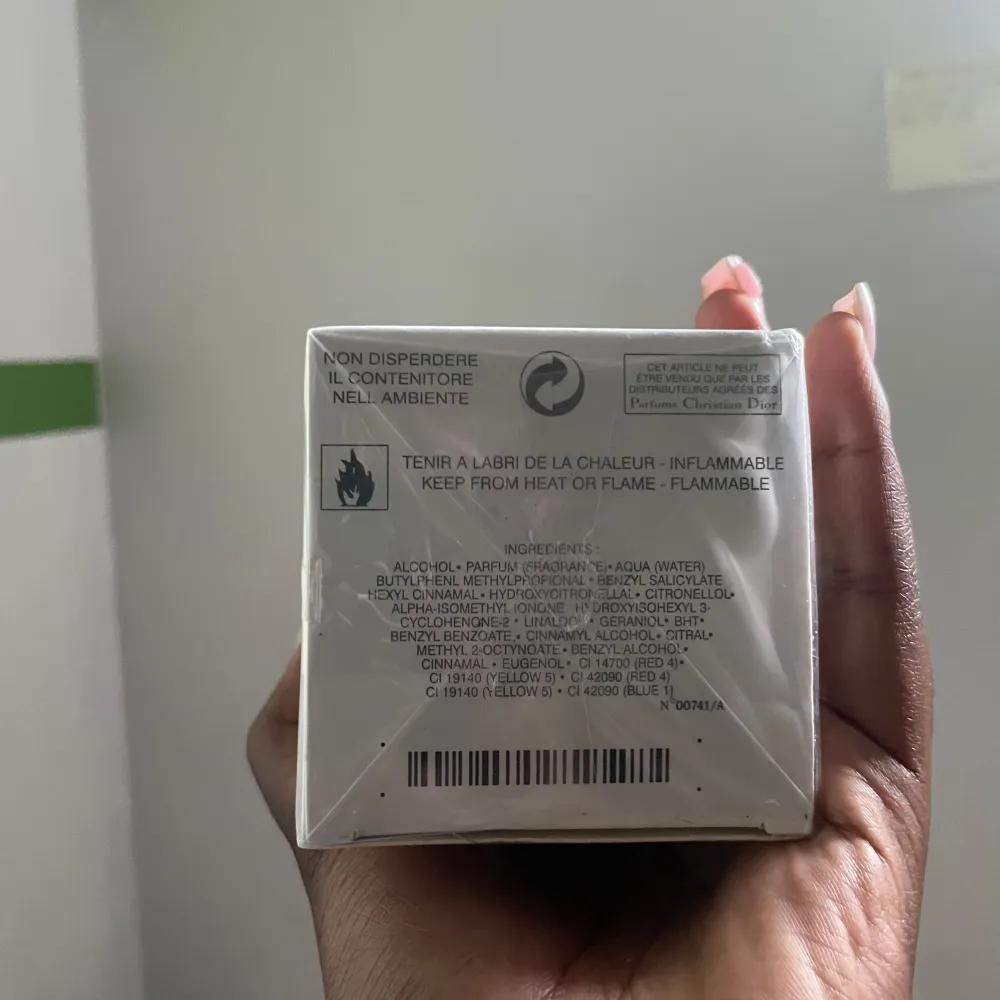 NON DISPERDERE
IL CONTENITORE
NELL AMBIENTE
CET ARTICLE NE PEUT
ÊTRE VENDU QUE PAR LES
DISTRIBUTEURS AGRÉÉS DES
Parfums Christian Dior
TENIR A LABRI DE LA CHALEUR - INFLAMMABLE
KEEP FROM HEAT OR FLAME - FLAMMABLE
INGREDIENTS :
ALCOHOL• PARFUM (FRAGRANCE)• AQUA (WATER)
BUTYLPHENL METHYLPROPIONAL • BENZYL SALICYLATE
HEXYL CINNAMAL• HYDROXYCITRONELLAL• CITRONELLOL•
ALPHA-ISOMETHYL IONONE HYDROXYISOHEXYL 3-
CYCLOHENQNE-2 • LINALOOL • GERANIOL• BHT•
BENZYL BENZOATE,• CINNAMYL ALCOHOL• CITRAL•
METHYL 2-OCTYNOATE• BENZYL ALCOHOL•
CINNAMAL • EUGENOL• CI 14700 (RED 4)•
CI 19140 (YELLOW 5) • CI 42090 (RED 4)
CI 19140 (YELLOW 5) • CI 42090 (BLUE 1)
N°00741/A